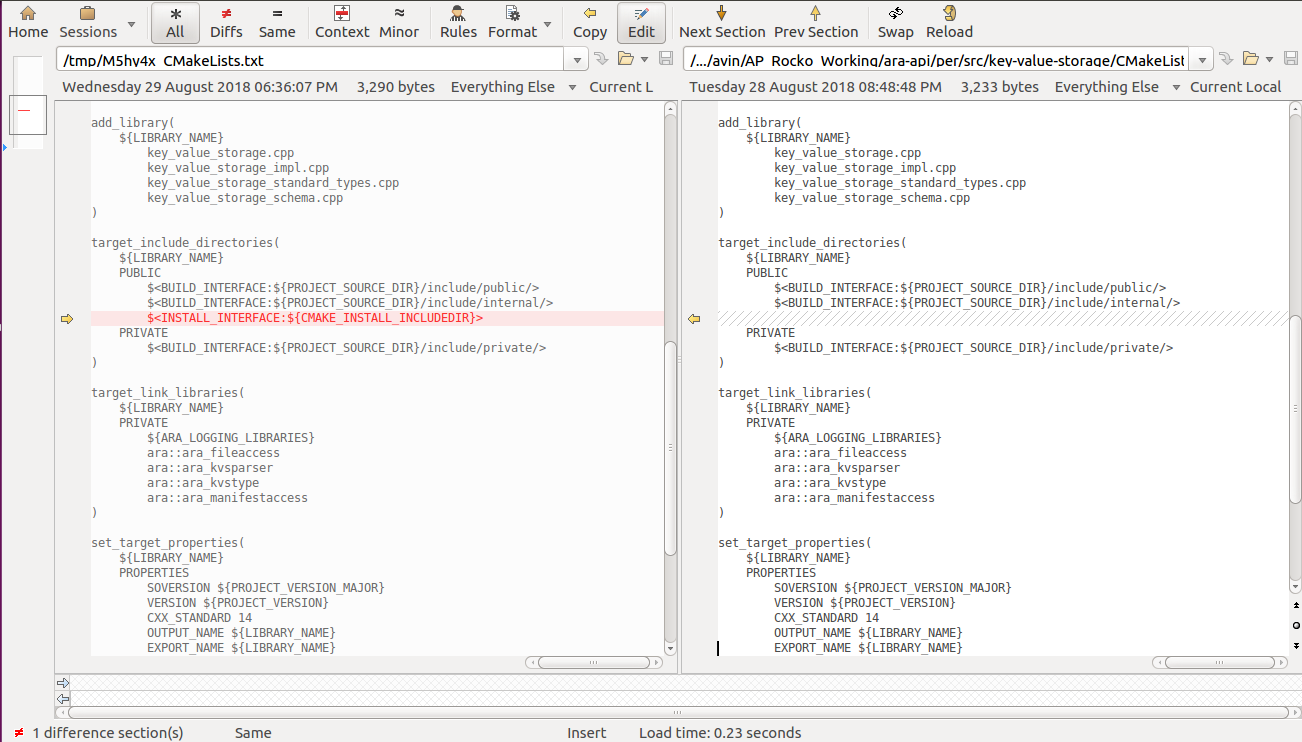 Home Sessions All Diffs Same Context Minor Rules Format Copy Edit Next Section Prev Section Swap Reload
/tmp/M5hy4x_CMakeLists.txt
/.../avin/AP_Rocko_Working/ara-api/per/src/key-value-storage/CMakeList
Wednesday 29 August 2018 06:36:07 PM 3,290 bytes Everything Else Current L
Tuesday 28 August 2018 08:48:48 PM 3,233 bytes Everything Else Current Local
add_library(
${LIBRARY_NAME}
key_value_storage.cpp
key_value_storage_impl.cpp
key_value_storage_standard_types.cpp
key_value_storage_schema.cpp
)
target_include_directories(
${LIBRARY_NAME}
PUBLIC
$<BUILD_INTERFACE:${PROJECT_SOURCE_DIR}/include/public/>
$<BUILD_INTERFACE:${PROJECT_SOURCE_DIR}/include/internal/>
$<INSTALL_INTERFACE:${CMAKE_INSTALL_INCLUDEDIR}>
PRIVATE
$<BUILD_INTERFACE:${PROJECT_SOURCE_DIR}/include/private/>
)
target_link_libraries(
${LIBRARY_NAME}
PRIVATE
${ARA_LOGGING_LIBRARIES}
ara::ara_fileaccess
ara::ara_kvsparser
ara::ara_kvstype
ara::ara_manifestaccess
)
set_target_properties(
${LIBRARY_NAME}
PROPERTIES
SOVERSION ${PROJECT_VERSION_MAJOR}
VERSION ${PROJECT_VERSION}
CXX_STANDARD 14
OUTPUT_NAME ${LIBRARY_NAME}
EXPORT_NAME ${LIBRARY_NAME}
add_library(
${LIBRARY_NAME}
key_value_storage.cpp
key_value_storage_impl.cpp
key_value_storage_standard_types.cpp
key_value_storage_schema.cpp
)
target_include_directories(
${LIBRARY_NAME}
PUBLIC
$<BUILD_INTERFACE:${PROJECT_SOURCE_DIR}/include/public/>
$<BUILD_INTERFACE:${PROJECT_SOURCE_DIR}/include/internal/>
PRIVATE
$<BUILD_INTERFACE:${PROJECT_SOURCE_DIR}/include/private/>
)
target_link_libraries(
${LIBRARY_NAME}
PRIVATE
${ARA_LOGGING_LIBRARIES}
ara::ara_fileaccess
ara::ara_kvsparser
ara::ara_kvstype
ara::ara_manifestaccess
)
set_target_properties(
${LIBRARY_NAME}
PROPERTIES
SOVERSION ${PROJECT_VERSION_MAJOR}
VERSION ${PROJECT_VERSION}
CXX_STANDARD 14
OUTPUT_NAME ${LIBRARY_NAME}
EXPORT_NAME ${LIBRARY_NAME}
≠ 1 difference section(s) Same Insert Load time: 0.23 seconds